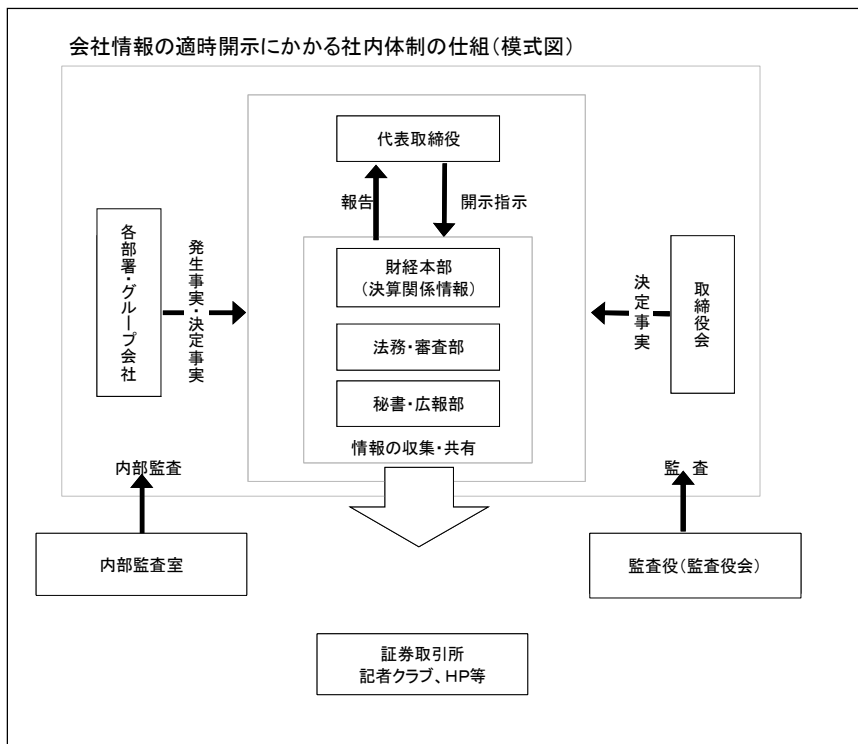 会社情報の適時開示にかかる社内体制の仕組(模式図)
代表取締役
報告
開示指示
各部署・グループ会社
発生事実・決定事実
財経本部
(決算関係情報)
法務・審査部
秘書・広報部
情報の収集・共有
決定事実
取締役会
内部監査
監 査
内部監査室
監査役(監査役会)
証券取引所
記者クラブ、HP等